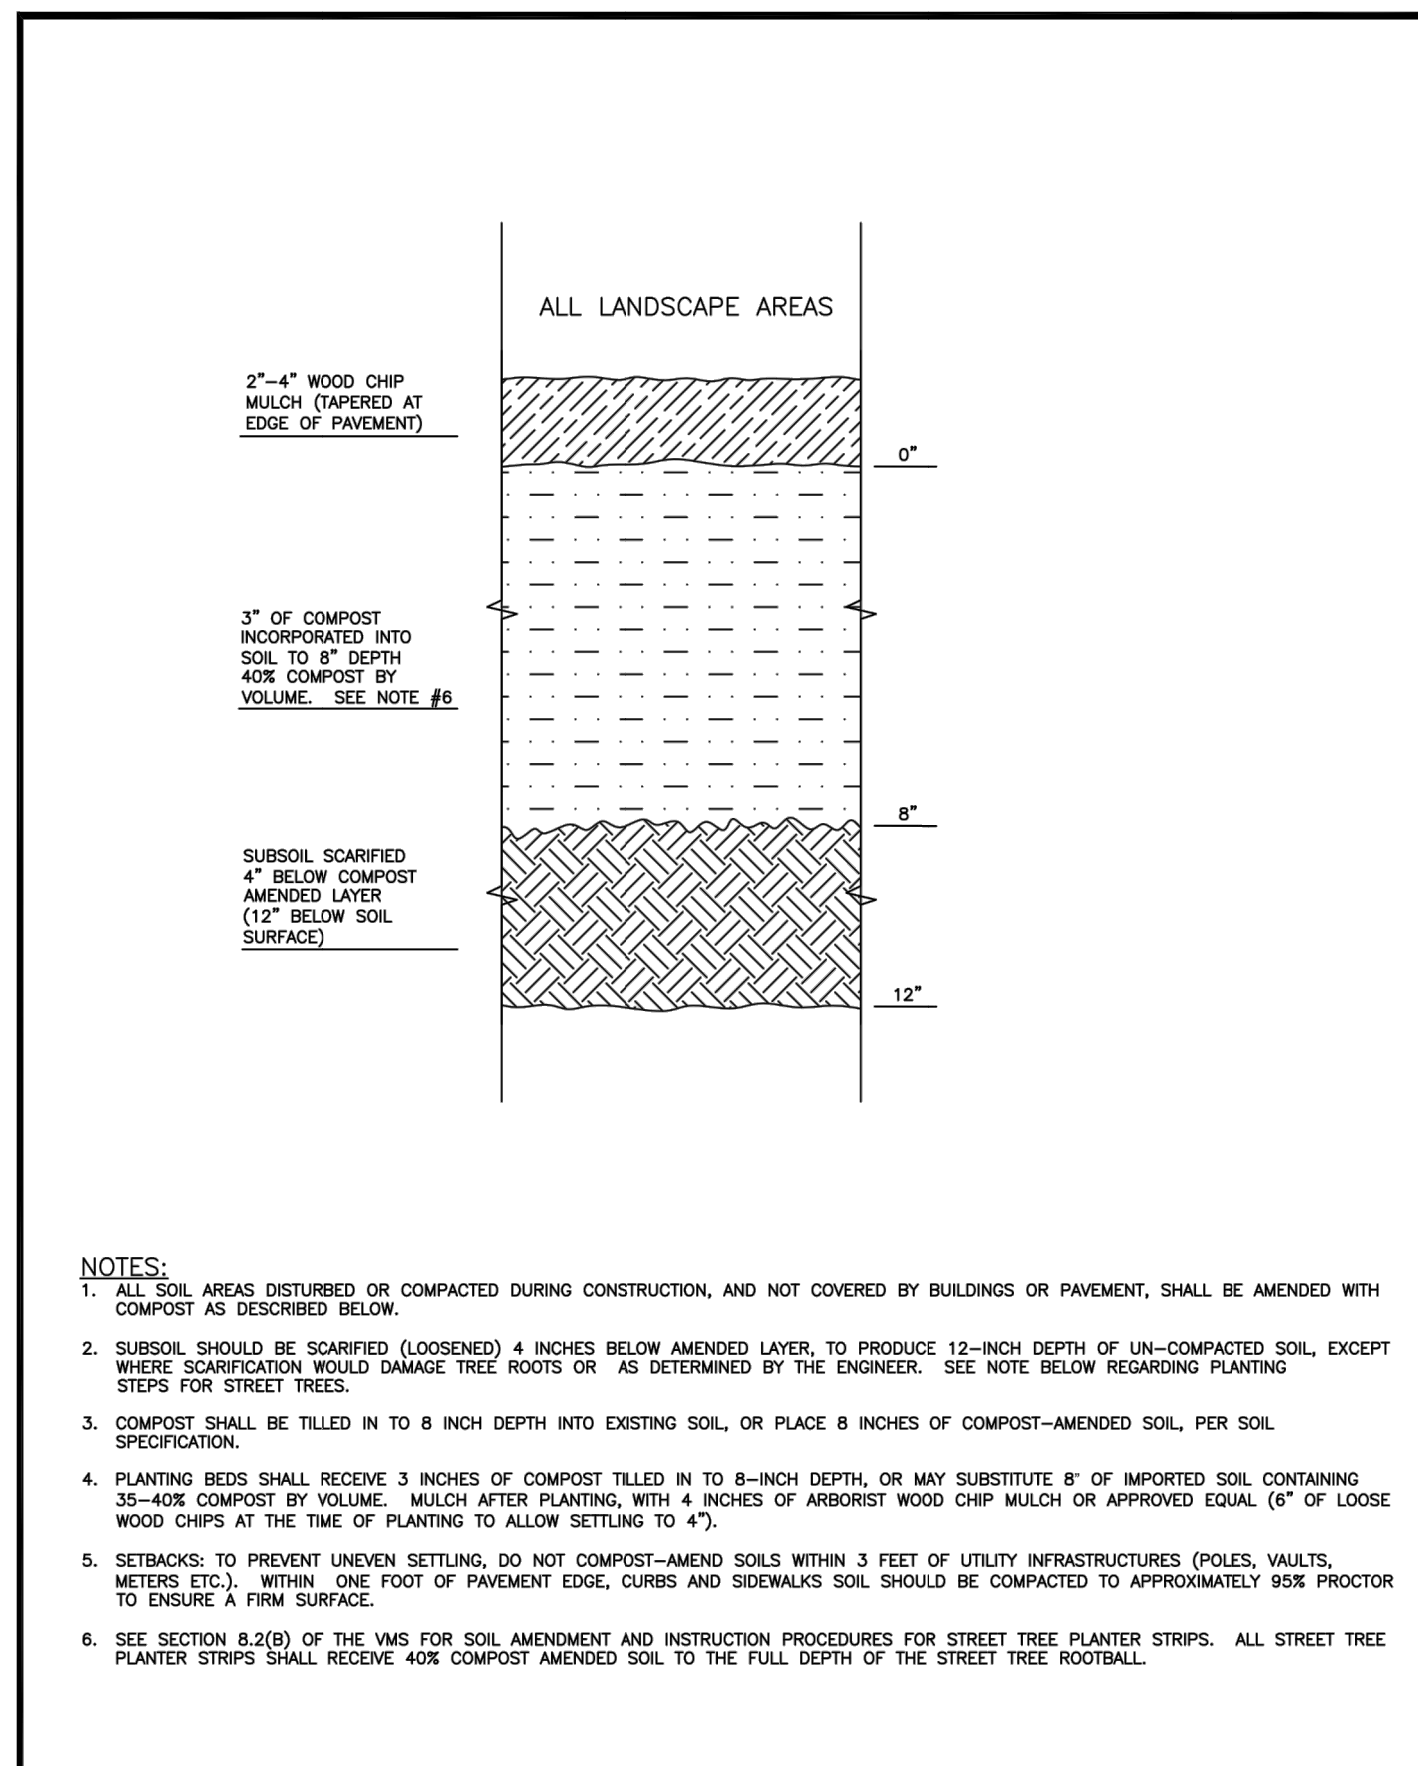 ALL LANDSCAPE AREAS
2"-4" WOOD CHIP
MULCH (TAPERED AT
EDGE OF PAVEMENT)
0"
3" OF COMPOST
INCORPORATED INTO
SOIL TO 8" DEPTH
40% COMPOST BY
VOLUME. SEE NOTE #6
8"
SUBSOIL SCARIFIED
4" BELOW COMPOST
AMENDED LAYER
(12" BELOW SOIL
SURFACE)
12"
NOTES:
1. ALL SOIL AREAS DISTURBED OR COMPACTED DURING CONSTRUCTION, AND NOT COVERED BY BUILDINGS OR PAVEMENT, SHALL BE AMENDED WITH
COMPOST AS DESCRIBED BELOW.
2. SUBSOIL SHOULD BE SCARIFIED (LOOSENED) 4 INCHES BELOW AMENDED LAYER, TO PRODUCE 12-INCH DEPTH OF UN-COMPACTED SOIL, EXCEPT
WHERE SCARIFICATION WOULD DAMAGE TREE ROOTS OR AS DETERMINED BY THE ENGINEER. SEE NOTE BELOW REGARDING PLANTING
STEPS FOR STREET TREES.
3. COMPOST SHALL BE TILLED IN TO 8 INCH DEPTH INTO EXISTING SOIL, OR PLACE 8 INCHES OF COMPOST-AMENDED SOIL, PER SOIL
SPECIFICATION.
4. PLANTING BEDS SHALL RECEIVE 3 INCHES OF COMPOST TILLED IN TO 8-INCH DEPTH, OR MAY SUBSTITUTE 8" OF IMPORTED SOIL CONTAINING
35-40% COMPOST BY VOLUME. MULCH AFTER PLANTING, WITH 4 INCHES OF ARBORIST WOOD CHIP MULCH OR APPROVED EQUAL (6" OF LOOSE
WOOD CHIPS AT THE TIME OF PLANTING TO ALLOW SETTLING TO 4").
5. SETBACKS: TO PREVENT UNEVEN SETTLING, DO NOT COMPOST-AMEND SOILS WITHIN 3 FEET OF UTILITY INFRASTRUCTURES (POLES, VAULTS,
METERS ETC.). WITHIN ONE FOOT OF PAVEMENT EDGE, CURBS AND SIDEWALKS SOIL SHOULD BE COMPACTED TO APPROXIMATELY 95% PROCTOR
TO ENSURE A FIRM SURFACE.
6. SEE SECTION 8.2(B) OF THE VMS FOR SOIL AMENDMENT AND INSTRUCTION PROCEDURES FOR STREET TREE PLANTER STRIPS. ALL STREET TREE
PLANTER STRIPS SHALL RECEIVE 40% COMPOST AMENDED SOIL TO THE FULL DEPTH OF THE STREET TREE ROOTBALL.